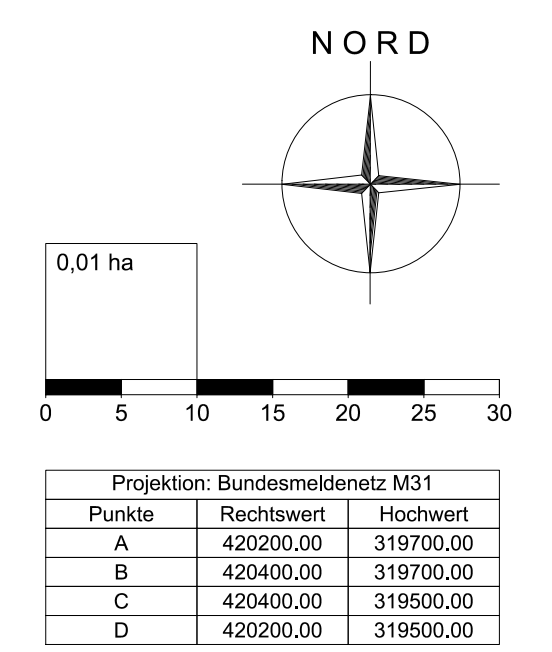 N O R D
0,01 ha
0 5 10 15 20 25 30
Projektion: Bundesmeldenetz M31
Punkte Rechtswert Hochwert
A 420200.00 319700.00
B 420400.00 319700.00
C 420400.00 319500.00
D 420200.00 319500.00